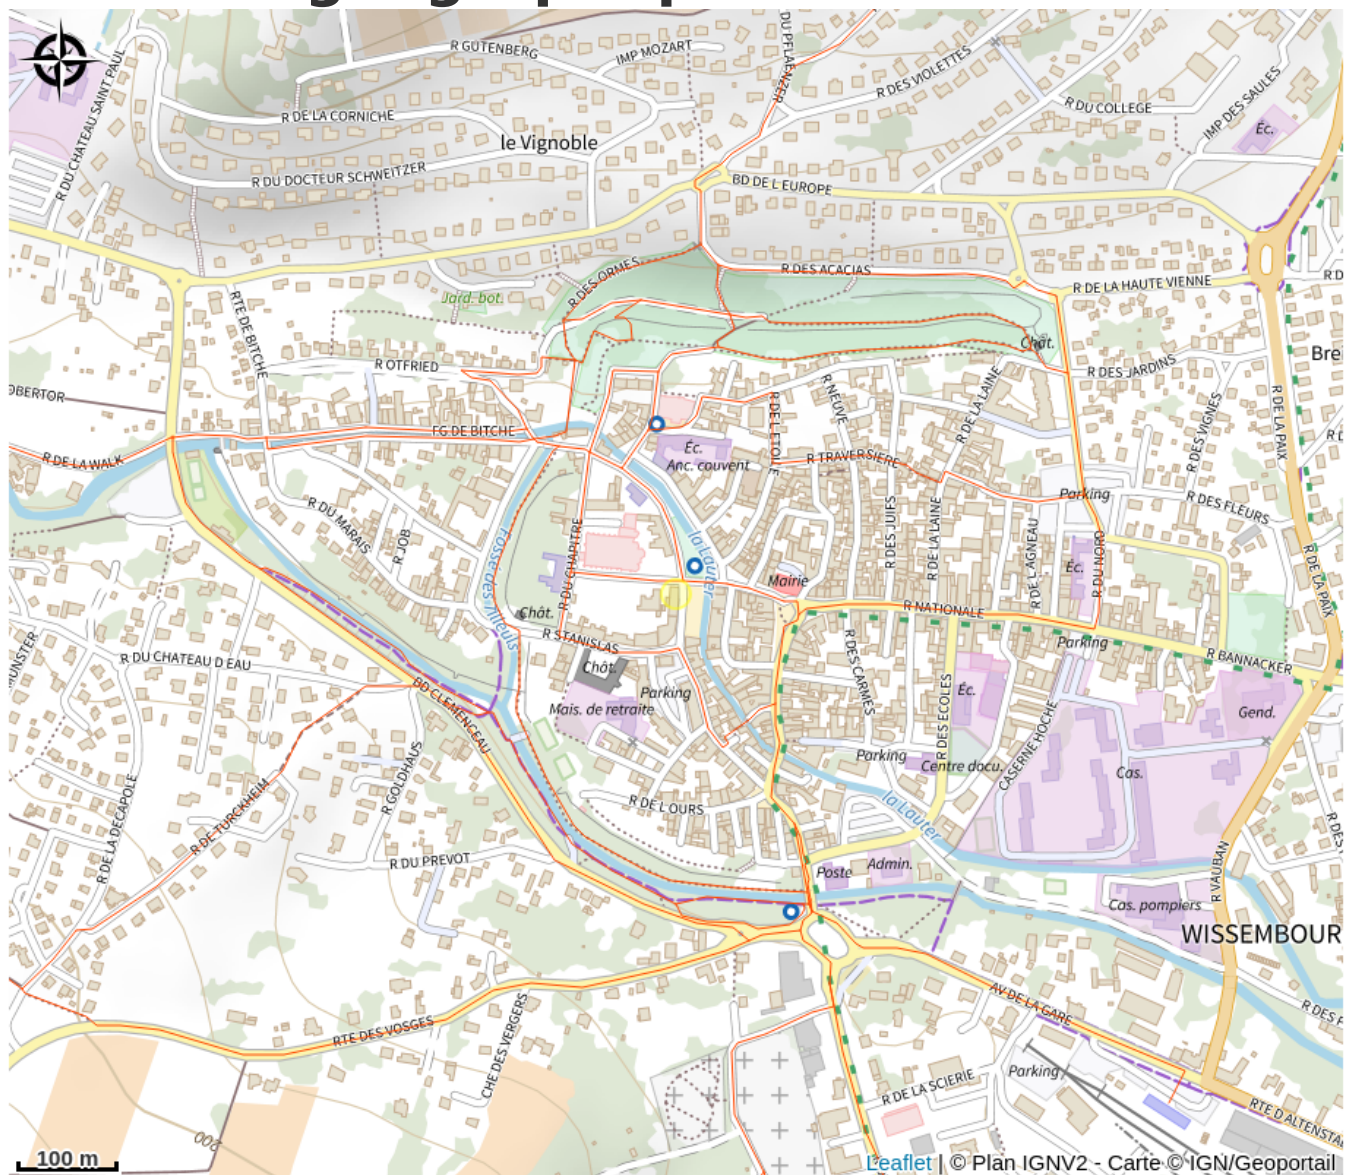 R GUTENBERG
IMP MOZART
DU PFLAENZER
R DES VIOLETTES
R DU COLLEGE
IMP DES SAULES
Éc.
R DU CHATEAU SAINT PAUL
R DE LA CORNICHE
le Vignoble
R DU DOCTEUR SCHWEITZER
BD DE L EUROPE
R DES ORMES
R DES ACACIAS
R DE LA HAUTE VIENNE
R D
Jard. bot.
RTE DE BITCHE
Chât.
Bre
R OTFRIED
R DES JARDINS
OBERTOR
R NEUVE
R DE LA LAINE
R DE L ETOILE
R DES VIGNES
R DE LA PAIX
FG DE BITCHE
R DE LA WALK
Éc.
Anc. couvent
R TRAVERSIERE
Parking
R DES FLEURS
R DU MARAIS
R JOB
Fossé des Tilleuls
R DU CHAPITRE
la Lauter
R DES JUIFS
R DE LA LAINE
R DE L AGNEAU
R DU NORD
Éc.
R DE LA PAIX
Mairie
Chât.
R NATIONALE
R STANISLAS
Parking
R BANNACKER
MUNSTER
R DU CHATEAU D EAU
Chât.
R DES CARMES
Parking
Mais. de retraite
Éc.
R DES ECOLES
Gend.
BD CLEMENCEAU
CASERNE HOCHE
Parking
Centre docu.
Cas.
R GOLDHAUS
R DE LA DECAPOLE
R DE TURCKHEIM
R DE L OURS
la Lauter
R DU PREVOT
Poste
Admin.
R VAUBAN
R DES
Cas. pompiers
WISSEMBOUR
AV DE LA GARE
R DES F
RTE DES VOSGES
CHE DES VERGERS
Parking
R DE LA SCIERIE
RTE D ALTENSTA
200
100 m
Leaflet | © Plan IGNV2 - Carte © IGN/Geoportail